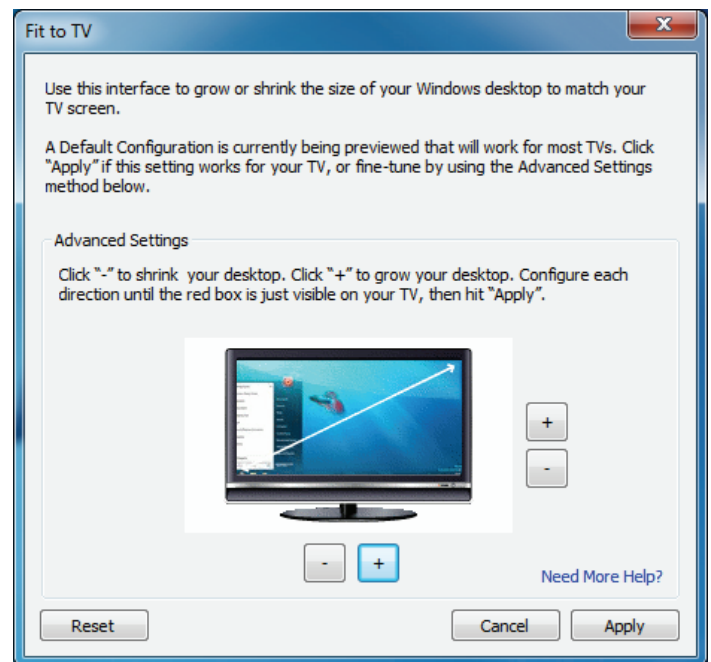 Fit to TV
Use this interface to grow or shrink the size of your Windows desktop to match your
TV screen.
A Default Configuration is currently being previewed that will work for most TVs. Click
“Apply” if this setting works for your TV, or fine-tune by using the Advanced Settings
method below.
Advanced Settings
Click “-” to shrink  your desktop. Click “+” to grow your desktop. Configure each
direction until the red box is just visible on your TV, then hit “Apply”.
+
-
- +
Need More Help?
Reset Cancel Apply